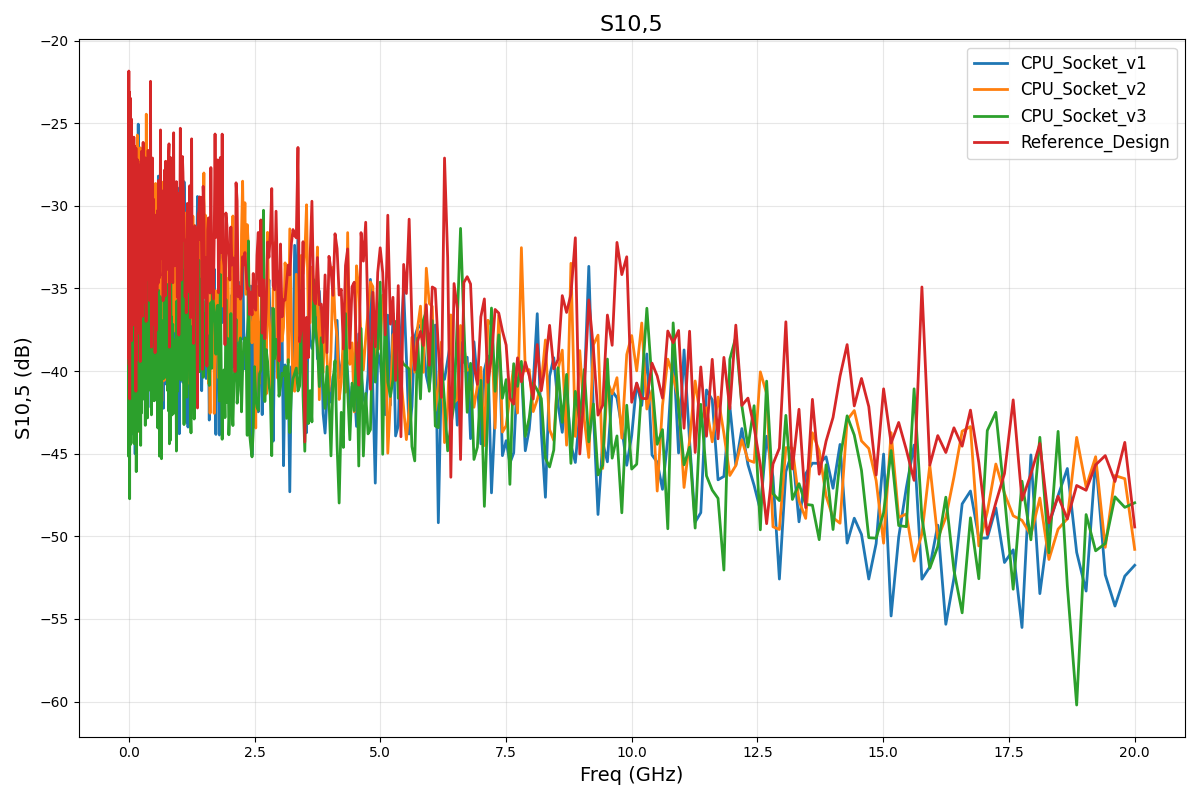 S10,5
CPU_Socket_v1
CPU_Socket_v2
CPU_Socket_v3
Reference_Design
S10,5 (dB)
−20
−25
−30
−35
−40
−45
−50
−55
−60
0.0 2.5 5.0 7.5 10.0 12.5 15.0 17.5 20.0
Freq (GHz)